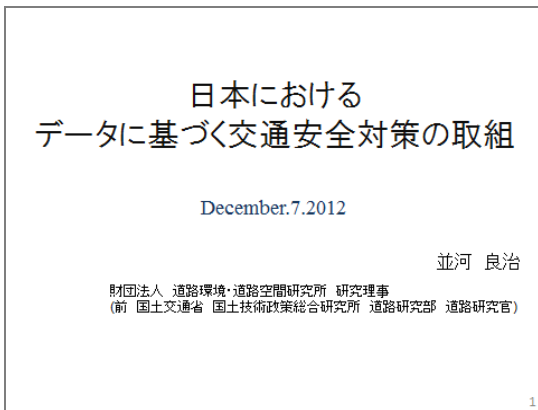 日本における
データに基づく交通安全対策の取組
December.7.2012
並河 良治
財団法人 道路環境・道路空間研究所 研究理事
(前 国土交通省 国土技術政策総合研究所 道路研究部 道路研究官)
1